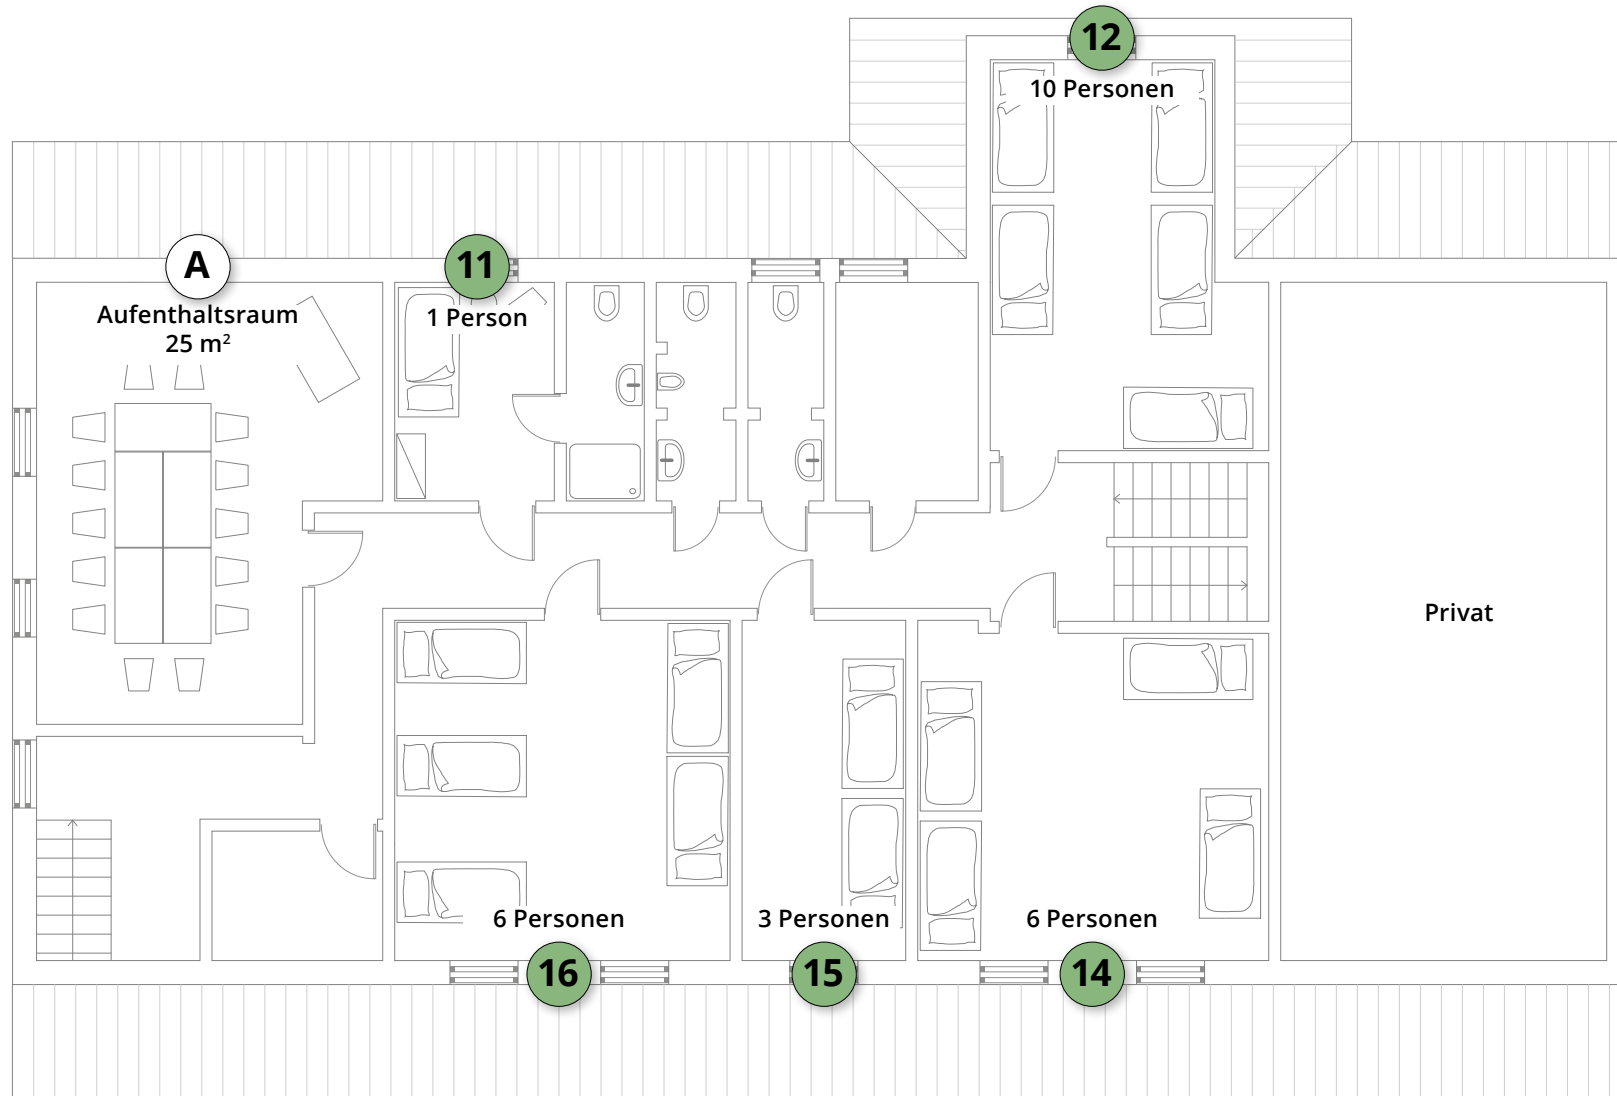 12
10 Personen
A
Aufenthaltsraum
25 m²
11
1 Person
Privat
6 Personen
16
3 Personen
15
6 Personen
14